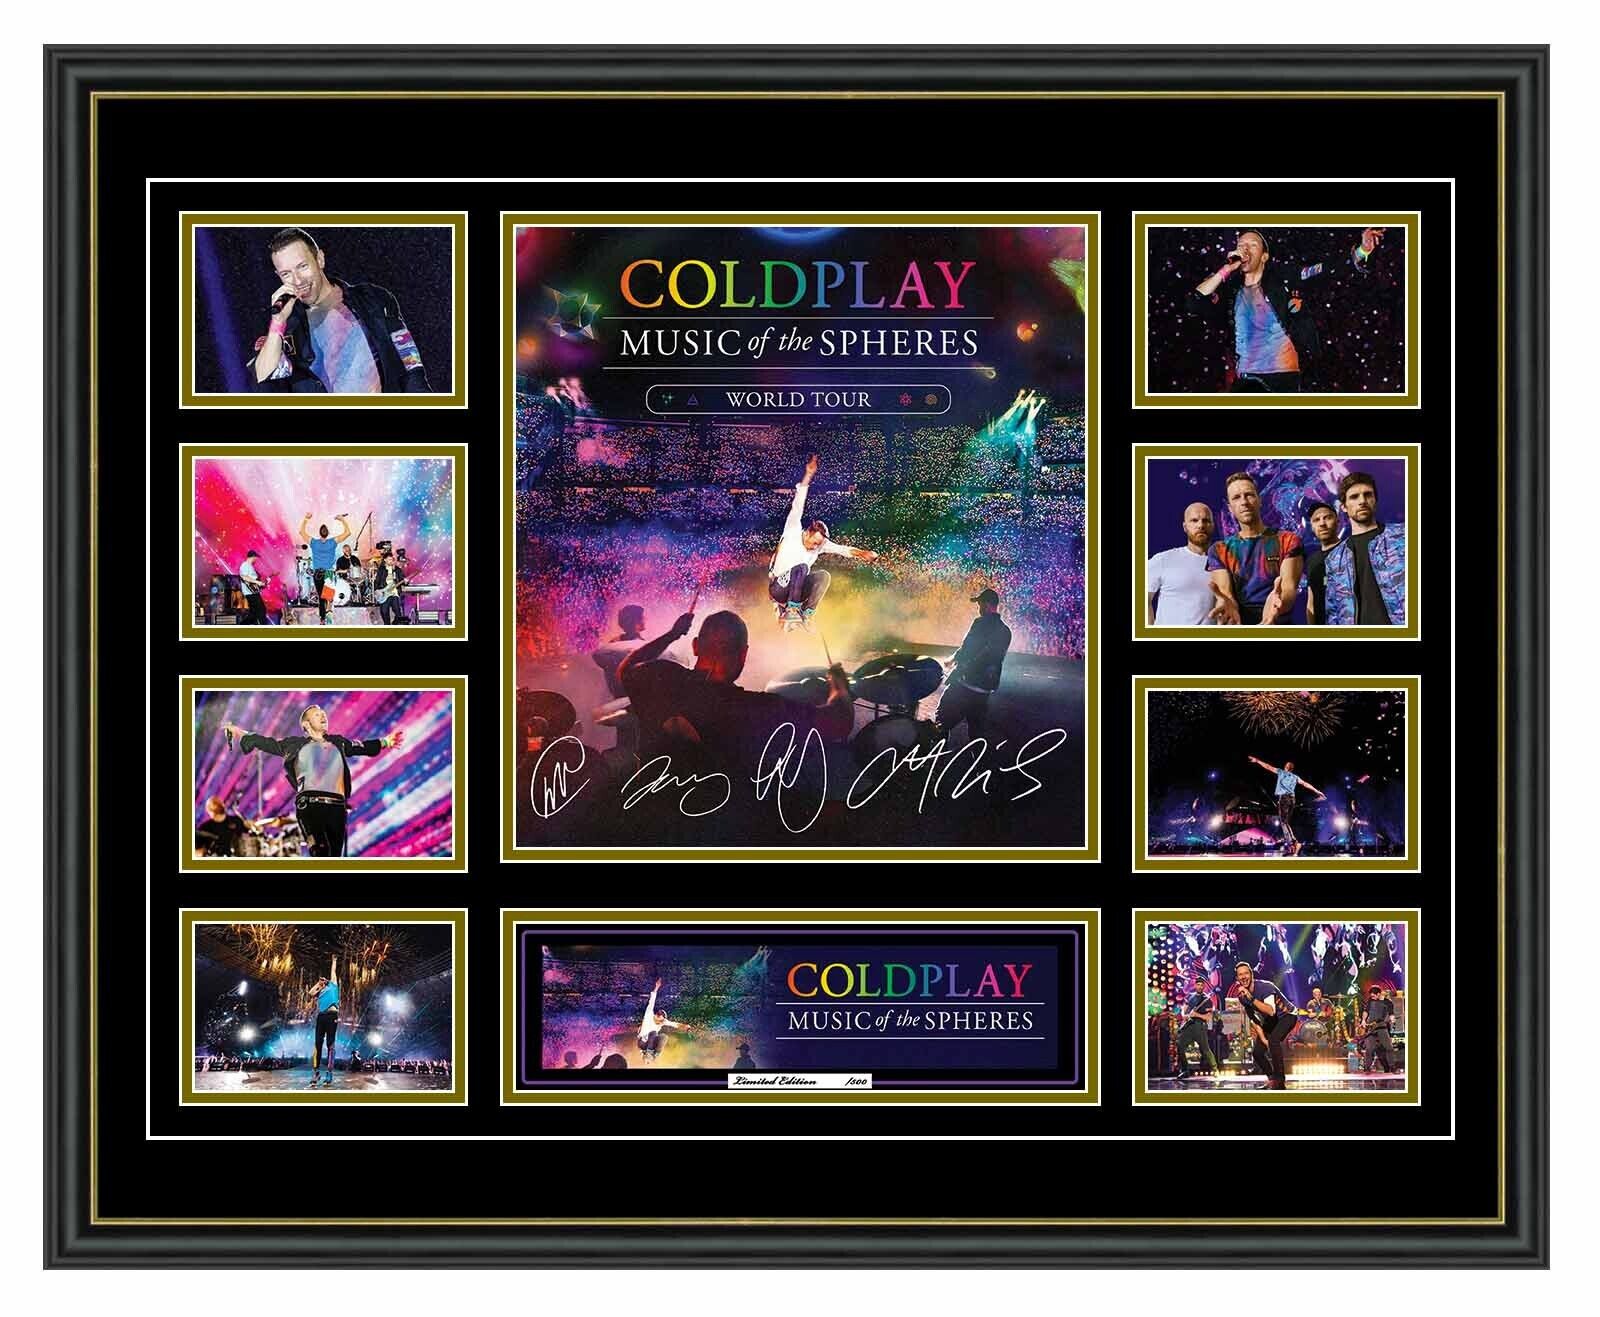 COLDPLAY
MUSIC of the SPHERES
WORLD TOUR
COLDPLAY
MUSIC of the SPHERES
Limited Edition /500